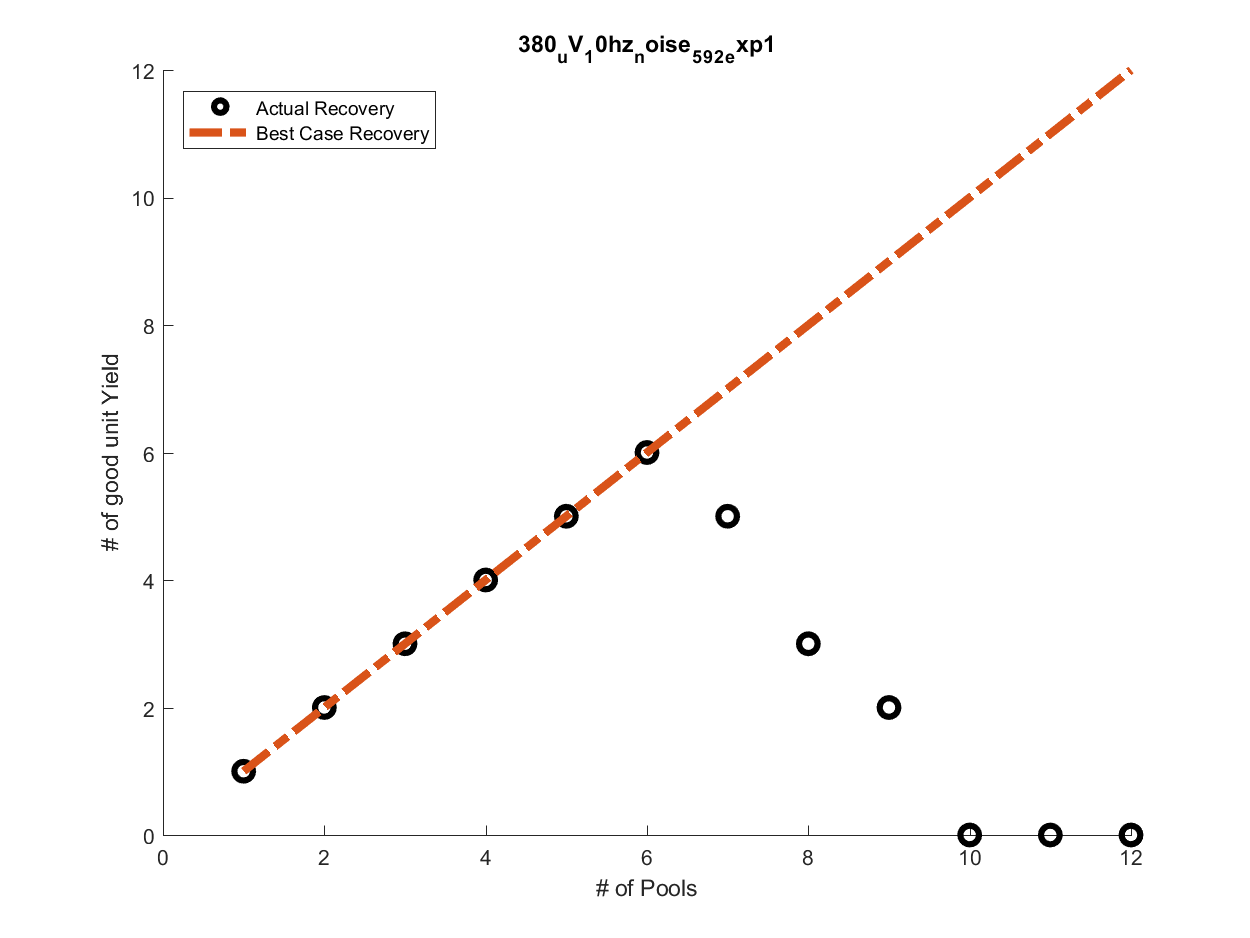 380_uV_10hz_noise_592_exp1
12
Actual Recovery
Best Case Recovery
10
8
6
4
2
0
# of good unit Yield
0 2 4 6 8 10 12
# of Pools